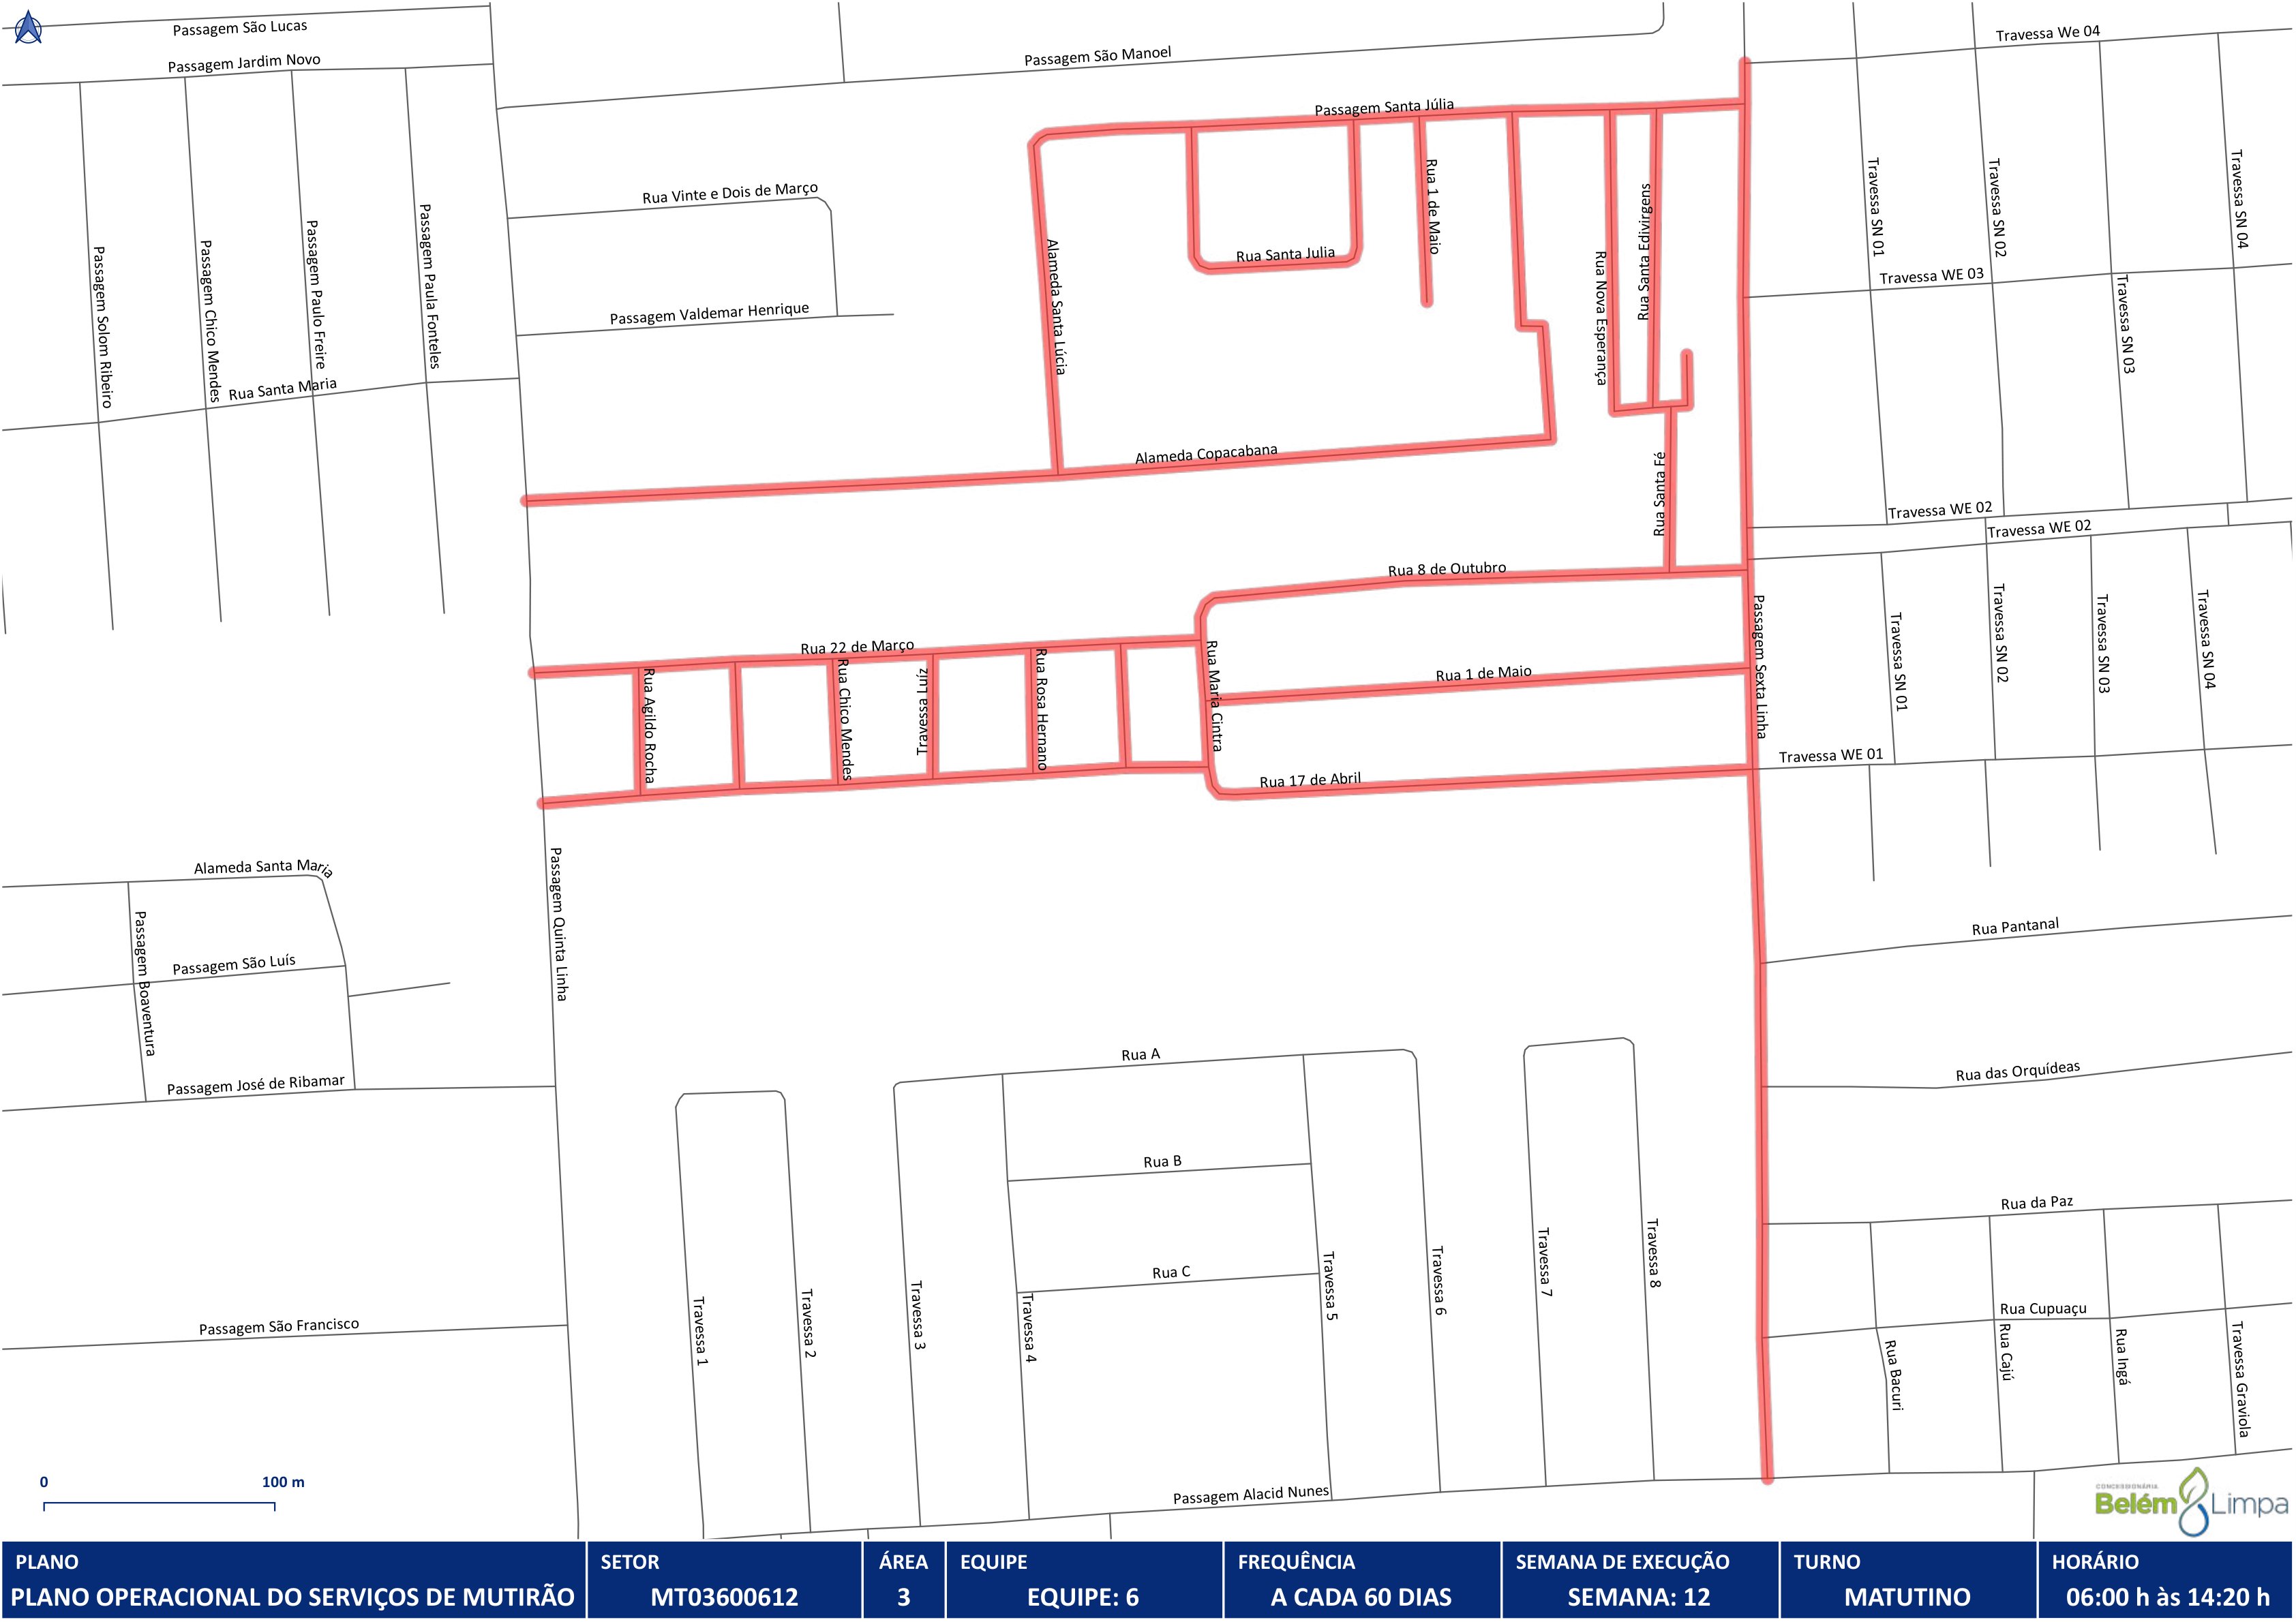 Passagem São Lucas
Passagem São Manoel
Travessa We 04
Passagem Jardim Novo
Passagem Santa Júlia
Rua Vinte e Dois de Março
Rua 1 de Maio
Travessa SN 01
Travessa SN 02
Travessa SN 04
Rua Santa Edivirgens
Passagem Solom Ribeiro
Passagem Chico Mendes
Passagem Paulo Freire
Passagem Paula Fonteles
Alameda Santa Lúcia
Rua Santa Julia
Rua Nova Esperança
Travessa WE 03
Travessa SN 03
Passagem Valdemar Henrique
Rua Santa Maria
Alameda Copacabana
Rua Santa Fé
Travessa WE 02
Travessa WE 02
Rua 8 de Outubro
Passagem Sexta Linha
Travessa SN 01
Travessa SN 02
Travessa SN 03
Travessa SN 04
Rua 22 de Março
Rua Agildo Rocha
Rua Chico Mendes
Travessa Luiz
Rua Rosa Hernano
Rua Maria Cintra
Rua 1 de Maio
Travessa WE 01
Rua 17 de Abril
Alameda Santa Maria
Passagem Quinta Linha
Passagem Boaventura
Passagem São Luís
Rua Pantanal
Passagem José de Ribamar
Rua A
Rua das Orquídeas
Rua B
Rua da Paz
Rua C
Travessa 1
Travessa 2
Travessa 3
Travessa 4
Travessa 5
Travessa 6
Travessa 7
Travessa 8
Passagem São Francisco
Rua Cupuaçu
Rua Bacuri
Rua Cajú
Rua Ingá
Travessa Graviola
Passagem Alacid Nunes
0 100 m
CONCESSIONÁRIA
Belém Limpa
PLANO
PLANO OPERACIONAL DO SERVIÇOS DE MUTIRÃO
SETOR
MT03600612
ÁREA
3
EQUIPE
EQUIPE: 6
FREQUÊNCIA
A CADA 60 DIAS
SEMANA DE EXECUÇÃO
SEMANA: 12
TURNO
MATUTINO
HORÁRIO
06:00 h às 14:20 h